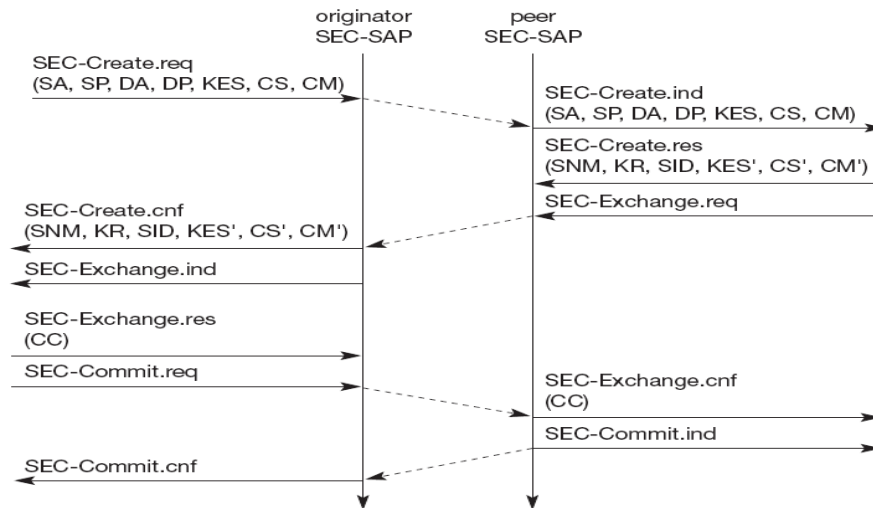 originator
SEC-SAP
peer
SEC-SAP
SEC-Create.req
(SA, SP, DA, DP, KES, CS, CM)
SEC-Create.ind
(SA, SP, DA, DP, KES, CS, CM)
SEC-Create.res
(SNM, KR, SID, KES', CS', CM')
SEC-Exchange.req
SEC-Create.cnf
(SNM, KR, SID, KES', CS', CM')
SEC-Exchange.ind
SEC-Exchange.res
(CC)
SEC-Commit.req
SEC-Exchange.cnf
(CC)
SEC-Commit.ind
SEC-Commit.cnf